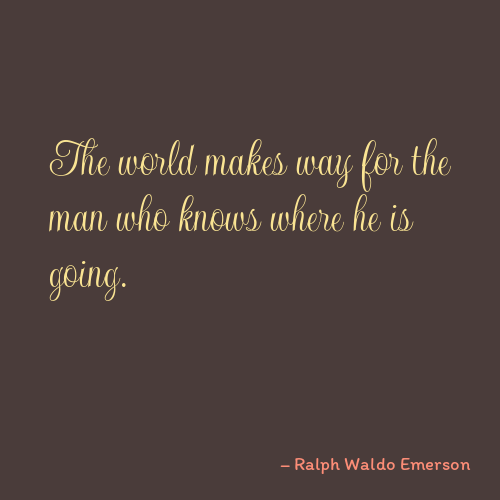 The world makes way for the
man who knows where he is
going.
– Ralph Waldo Emerson